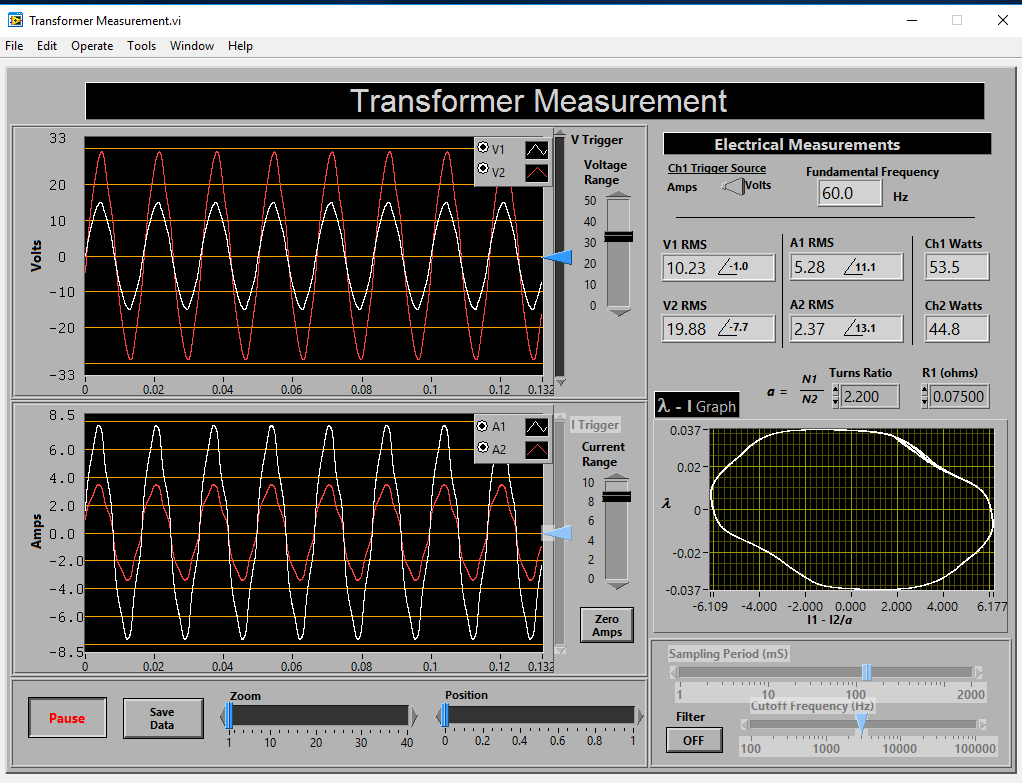 Transformer Measurement.vi
File Edit Operate Tools Window Help
Transformer Measurement
33
20
10
0
-10
-20
-33
Volts
0 0.02 0.04 0.06 0.08 0.1 0.12 0.132
V1
V2
V Trigger
Voltage
Range
50
40
30
20
10
0
8.5
6.0
4.0
2.0
0.0
-2.0
-4.0
-6.0
-8.5
Amps
0 0.02 0.04 0.06 0.08 0.1 0.12 0.132
A1
A2
I Trigger
Current
Range
10
8
6
4
2
0
Zero
Amps
Pause
Save
Data
Zoom
1 10 20 30 40
Position
0 0.2 0.4 0.6 0.8 1
Electrical Measurements
Ch1 Trigger Source
Amps Volts
Fundamental Frequency
60.0 Hz
V1 RMS A1 RMS Ch1 Watts
10.23 ∠-1.0 5.28 ∠11.1 53.5
V2 RMS A2 RMS Ch2 Watts
19.88 ∠-7.7 2.37 ∠13.1 44.8
a = N1
N2
Turns Ratio
2.200
R1 (ohms)
0.07500
λ - I Graph
0.037
0.02
0
-0.02
-0.037
λ
-6.109 -4.000 -2.000 0.000 2.000 4.000 6.177
I1 - I2/a
Sampling Period (mS)
1 10 100 2000
Cutoff Frequency (Hz)
100 1000 10000 100000
Filter
OFF